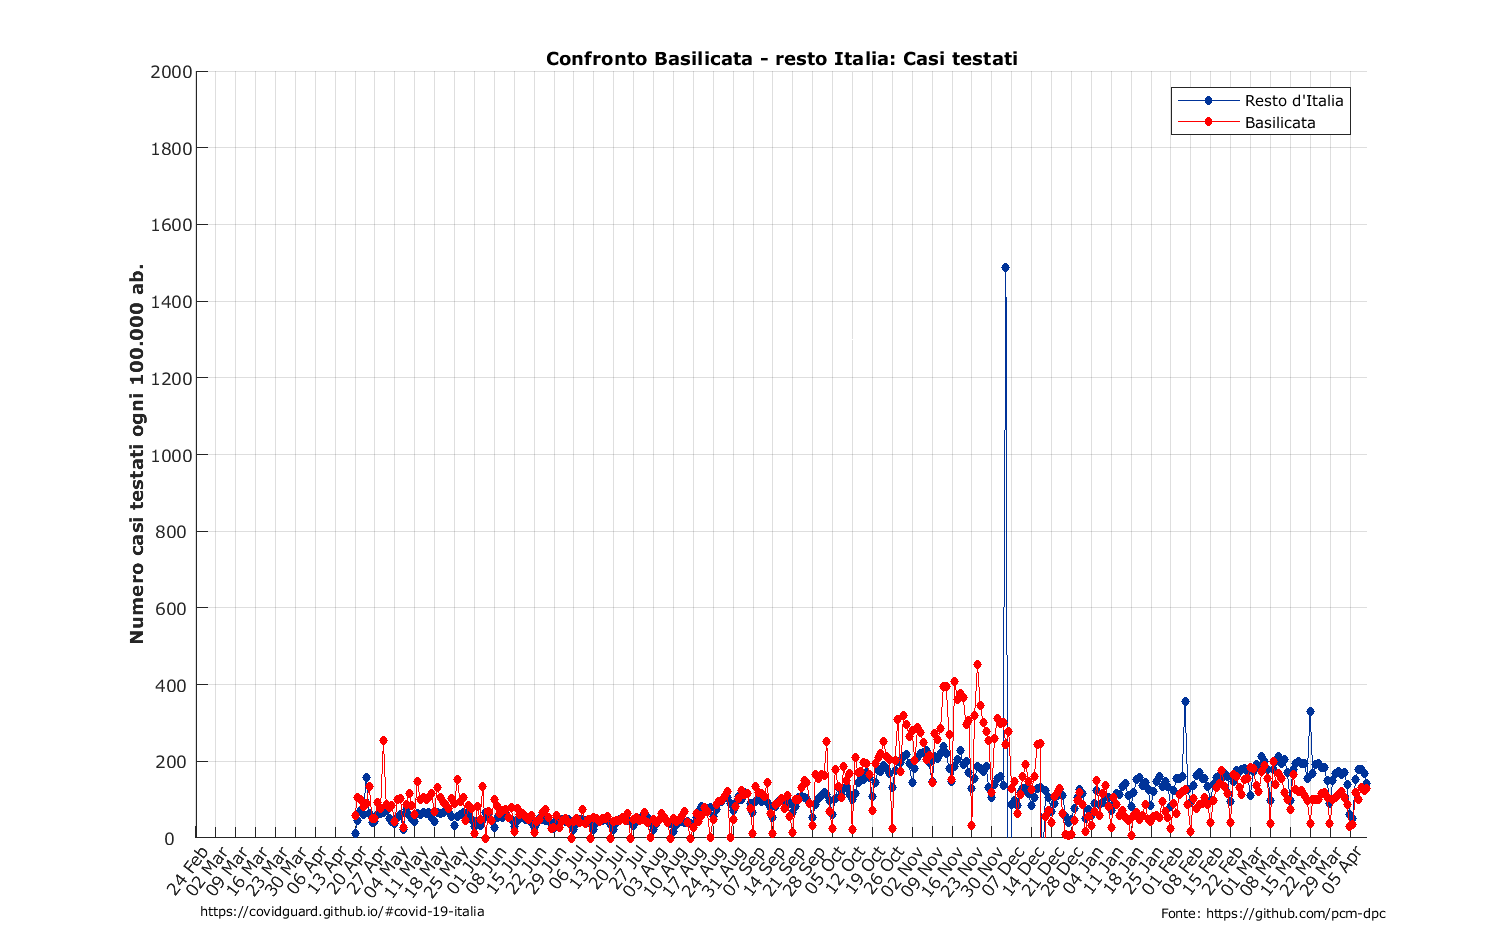 Confronto Basilicata - resto Italia: Casi testati
Resto d'Italia
Basilicata
Numero casi testati ogni 100.000 ab.
2000
1800
1600
1400
1200
1000
800
600
400
200
0
24 Feb
02 Mar
09 Mar
16 Mar
23 Mar
30 Mar
06 Apr
13 Apr
20 Apr
27 Apr
04 May
11 May
18 May
25 May
01 Jun
08 Jun
15 Jun
22 Jun
29 Jun
06 Jul
13 Jul
20 Jul
27 Jul
03 Aug
10 Aug
17 Aug
24 Aug
31 Aug
07 Sep
14 Sep
21 Sep
28 Sep
05 Oct
12 Oct
19 Oct
26 Oct
02 Nov
09 Nov
16 Nov
23 Nov
30 Nov
07 Dec
14 Dec
21 Dec
28 Dec
04 Jan
11 Jan
18 Jan
25 Jan
01 Feb
08 Feb
15 Feb
22 Feb
01 Mar
08 Mar
15 Mar
22 Mar
29 Mar
05 Apr
https://covidguard.github.io/#covid-19-italia
Fonte: https://github.com/pcm-dpc